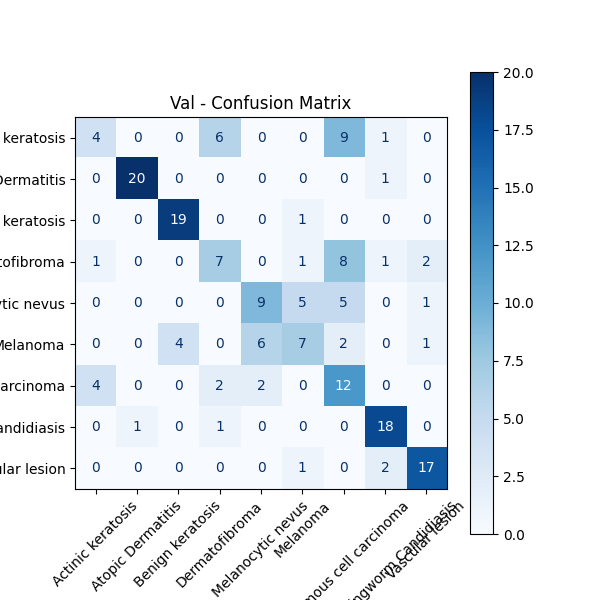 Val - Confusion Matrix
keratosis 4 0 0 6 0 0 9 1 0
Dermatitis 0 20 0 0 0 0 0 1 0
keratosis 0 0 19 0 0 1 0 0 0
tofibroma 1 0 0 7 0 1 8 1 2
tic nevus 0 0 0 0 9 5 5 0 1
Melanoma 0 0 4 0 6 7 2 0 1
arcinoma 4 0 0 2 2 0 12 0 0
andidiasis 0 1 0 1 0 0 0 18 0
lar lesion 0 0 0 0 0 1 0 2 17
Actinic keratosis
Atopic Dermatitis
Benign keratosis
Dermatofibroma
Melanocytic nevus
Melanoma
mous cell carcinoma
ngworm Candidiasis
Vascular lesion
20.0
17.5
15.0
12.5
10.0
7.5
5.0
2.5
0.0